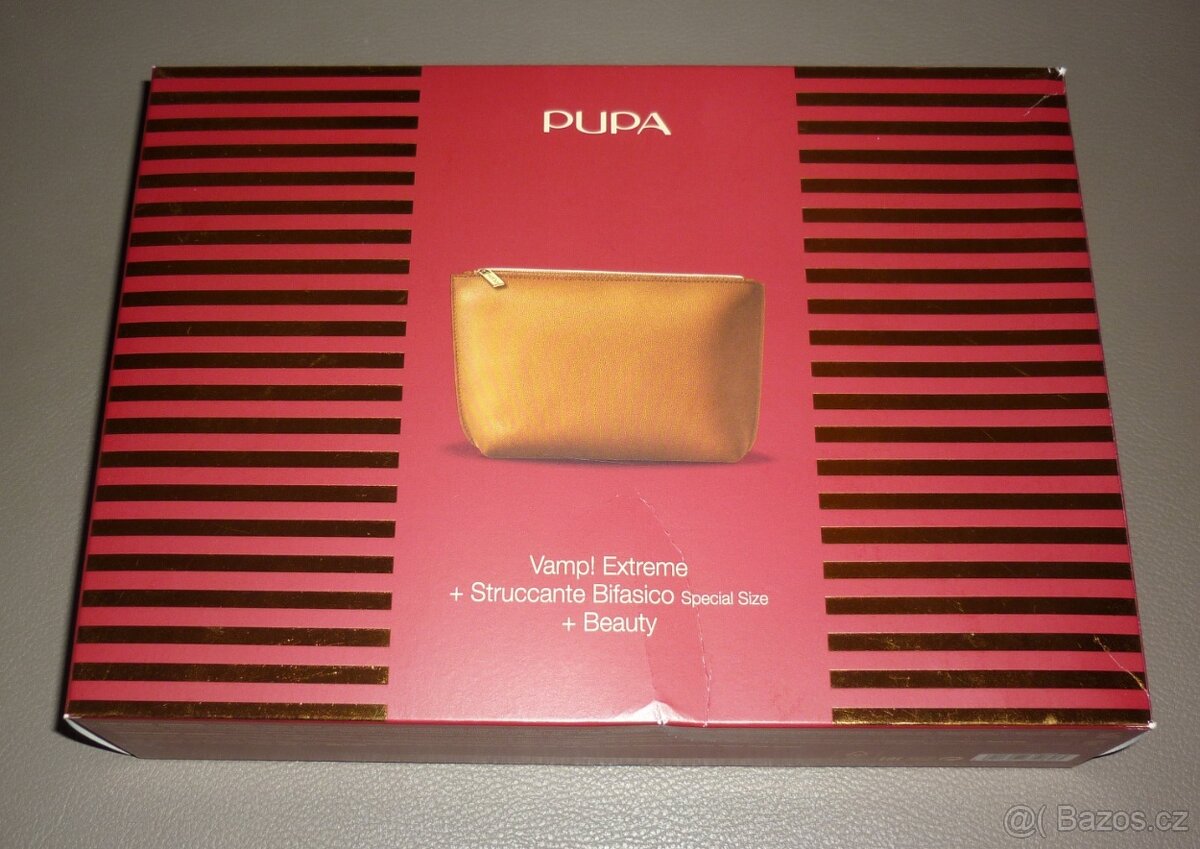 PUPA
Vamp! Extreme
+ Struccante Bifasico Special Size
+ Beauty
@( Bazos.cz